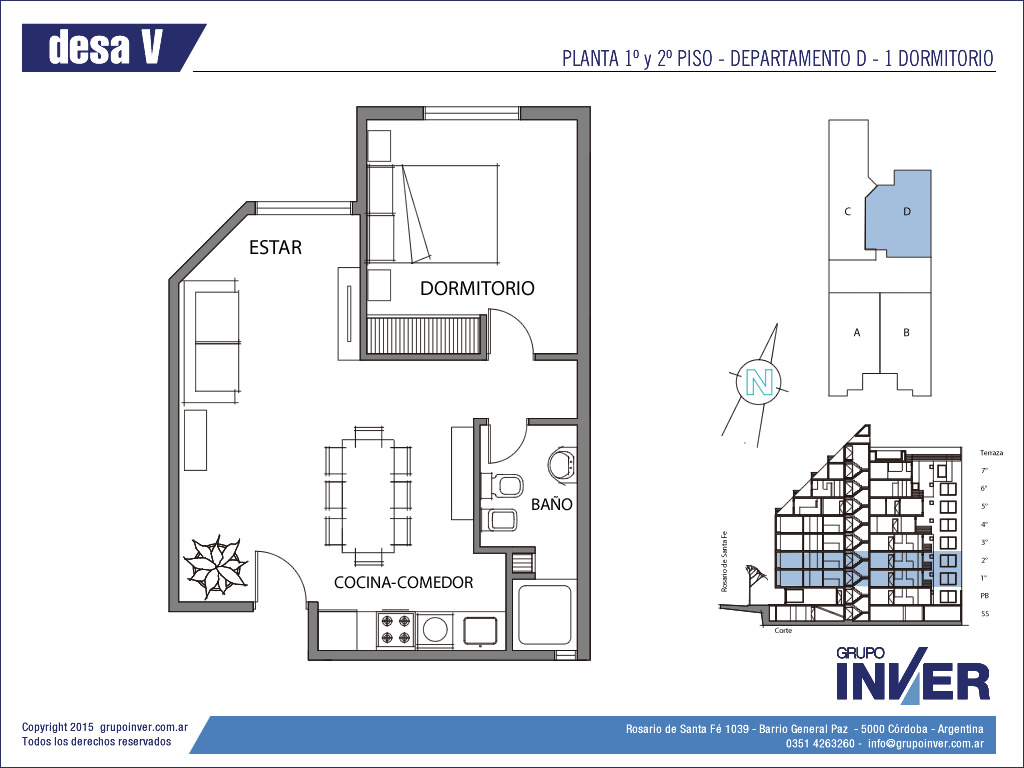 desa V
PLANTA 1º y 2º PISO - DEPARTAMENTO D - 1 DORMITORIO
ESTAR
DORMITORIO
BAÑO
COCINA-COMEDOR
C
D
A
B
N
Terraza
7°
6°
5°
4°
3°
2°
1°
PB
SS
Rosario de Santa Fe
Corte
GRUPO
INVER
Copyright 2015 grupoinver.com.ar
Todos los derechos reservados
Rosario de Santa Fé 1039 - Barrio General Paz - 5000 Córdoba - Argentina
0351 4263260 - info@grupoinver.com.ar